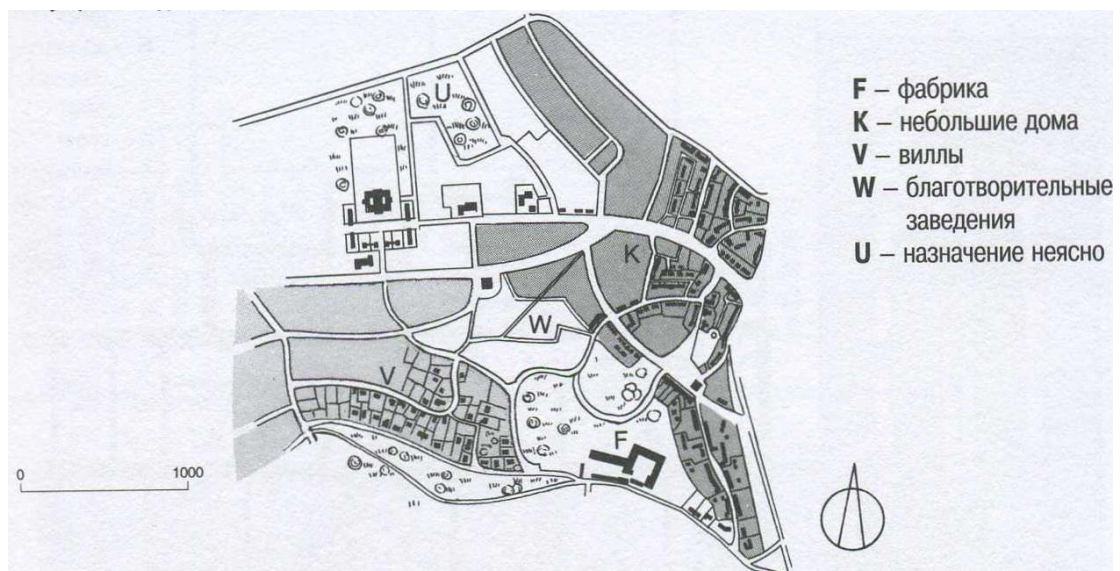 U
K
W
V
F
0 1000
F – фабрика
K – небольшие дома
V – виллы
W – благотворительные
заведения
U – назначение неясно